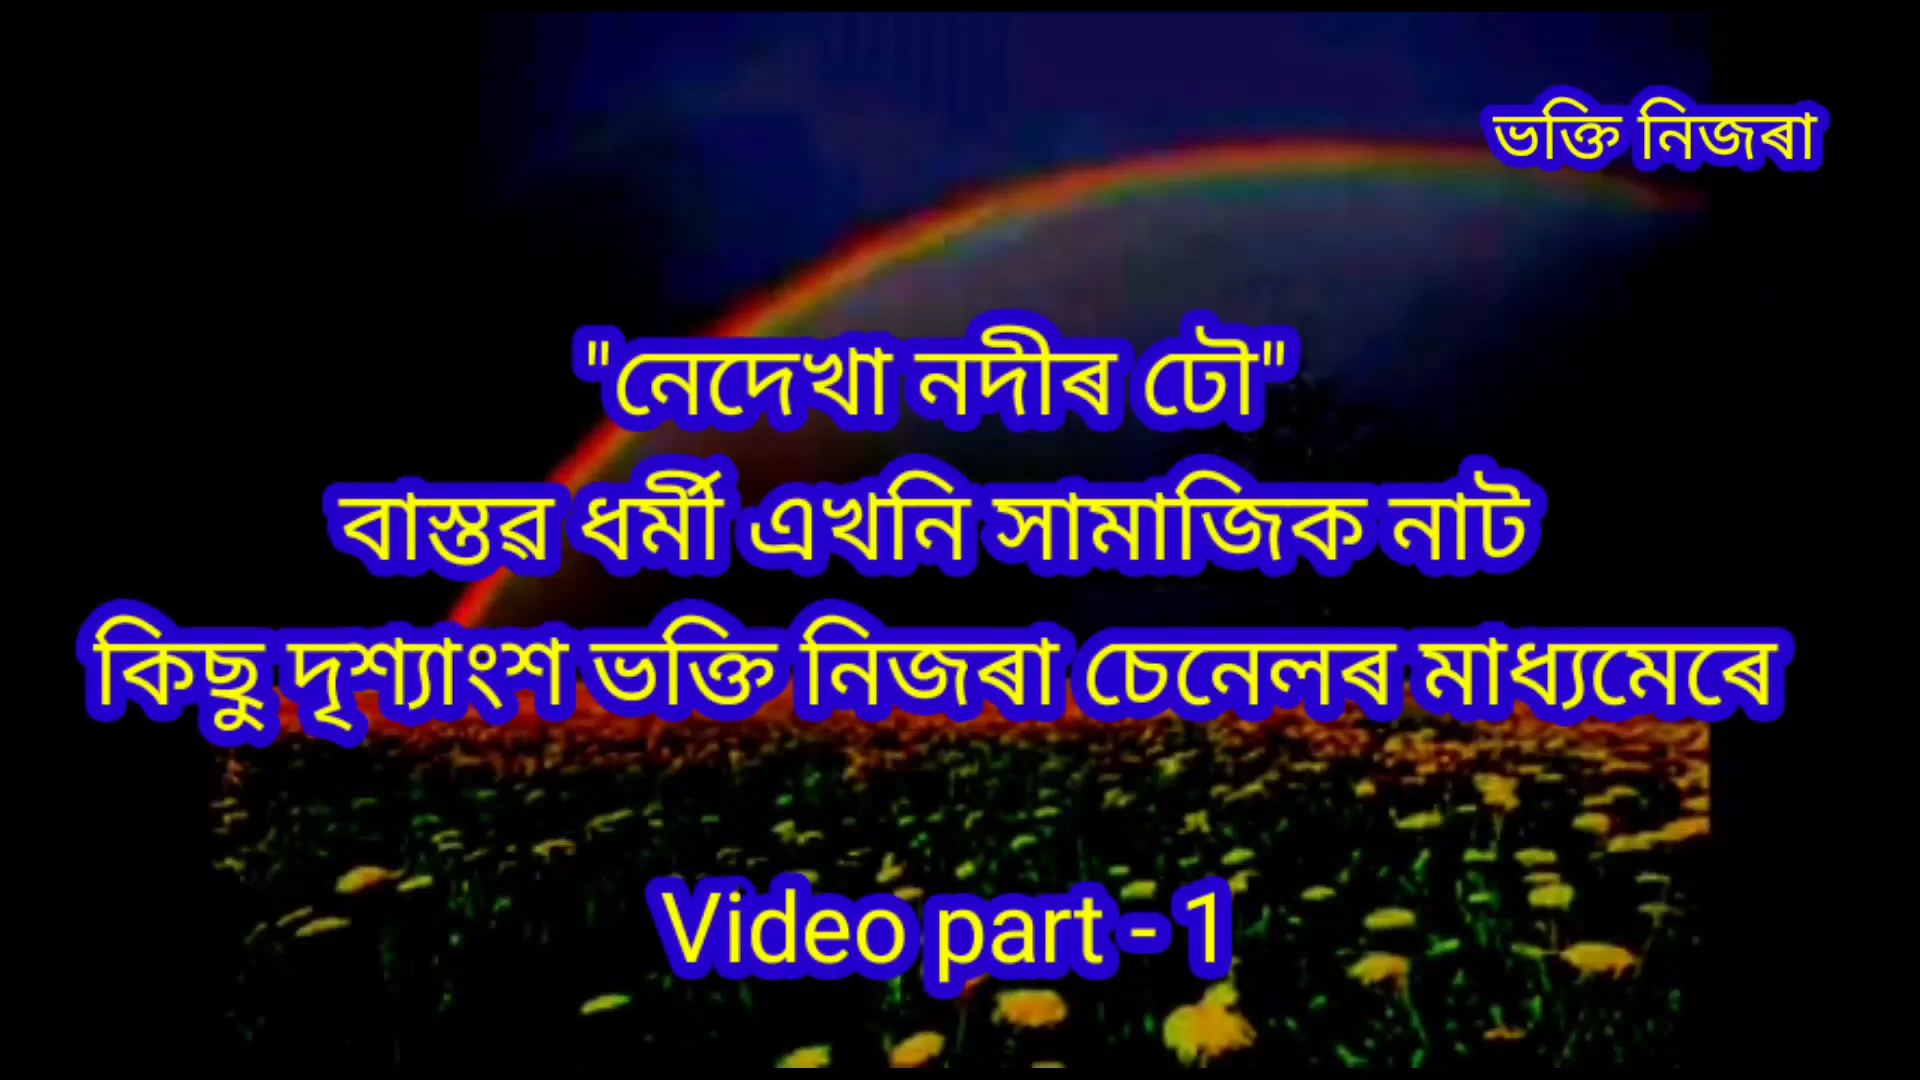 ভক্তি নিজৰা
"নেদেখা নদীৰ ঢৌ"
বাস্তৱ ধৰ্মী এখনি সামাজিক নাট
কিছু দৃশ্যাংশ ভক্তি নিজৰা চেনেলৰ মাধ্যমেৰে
Video part - 1